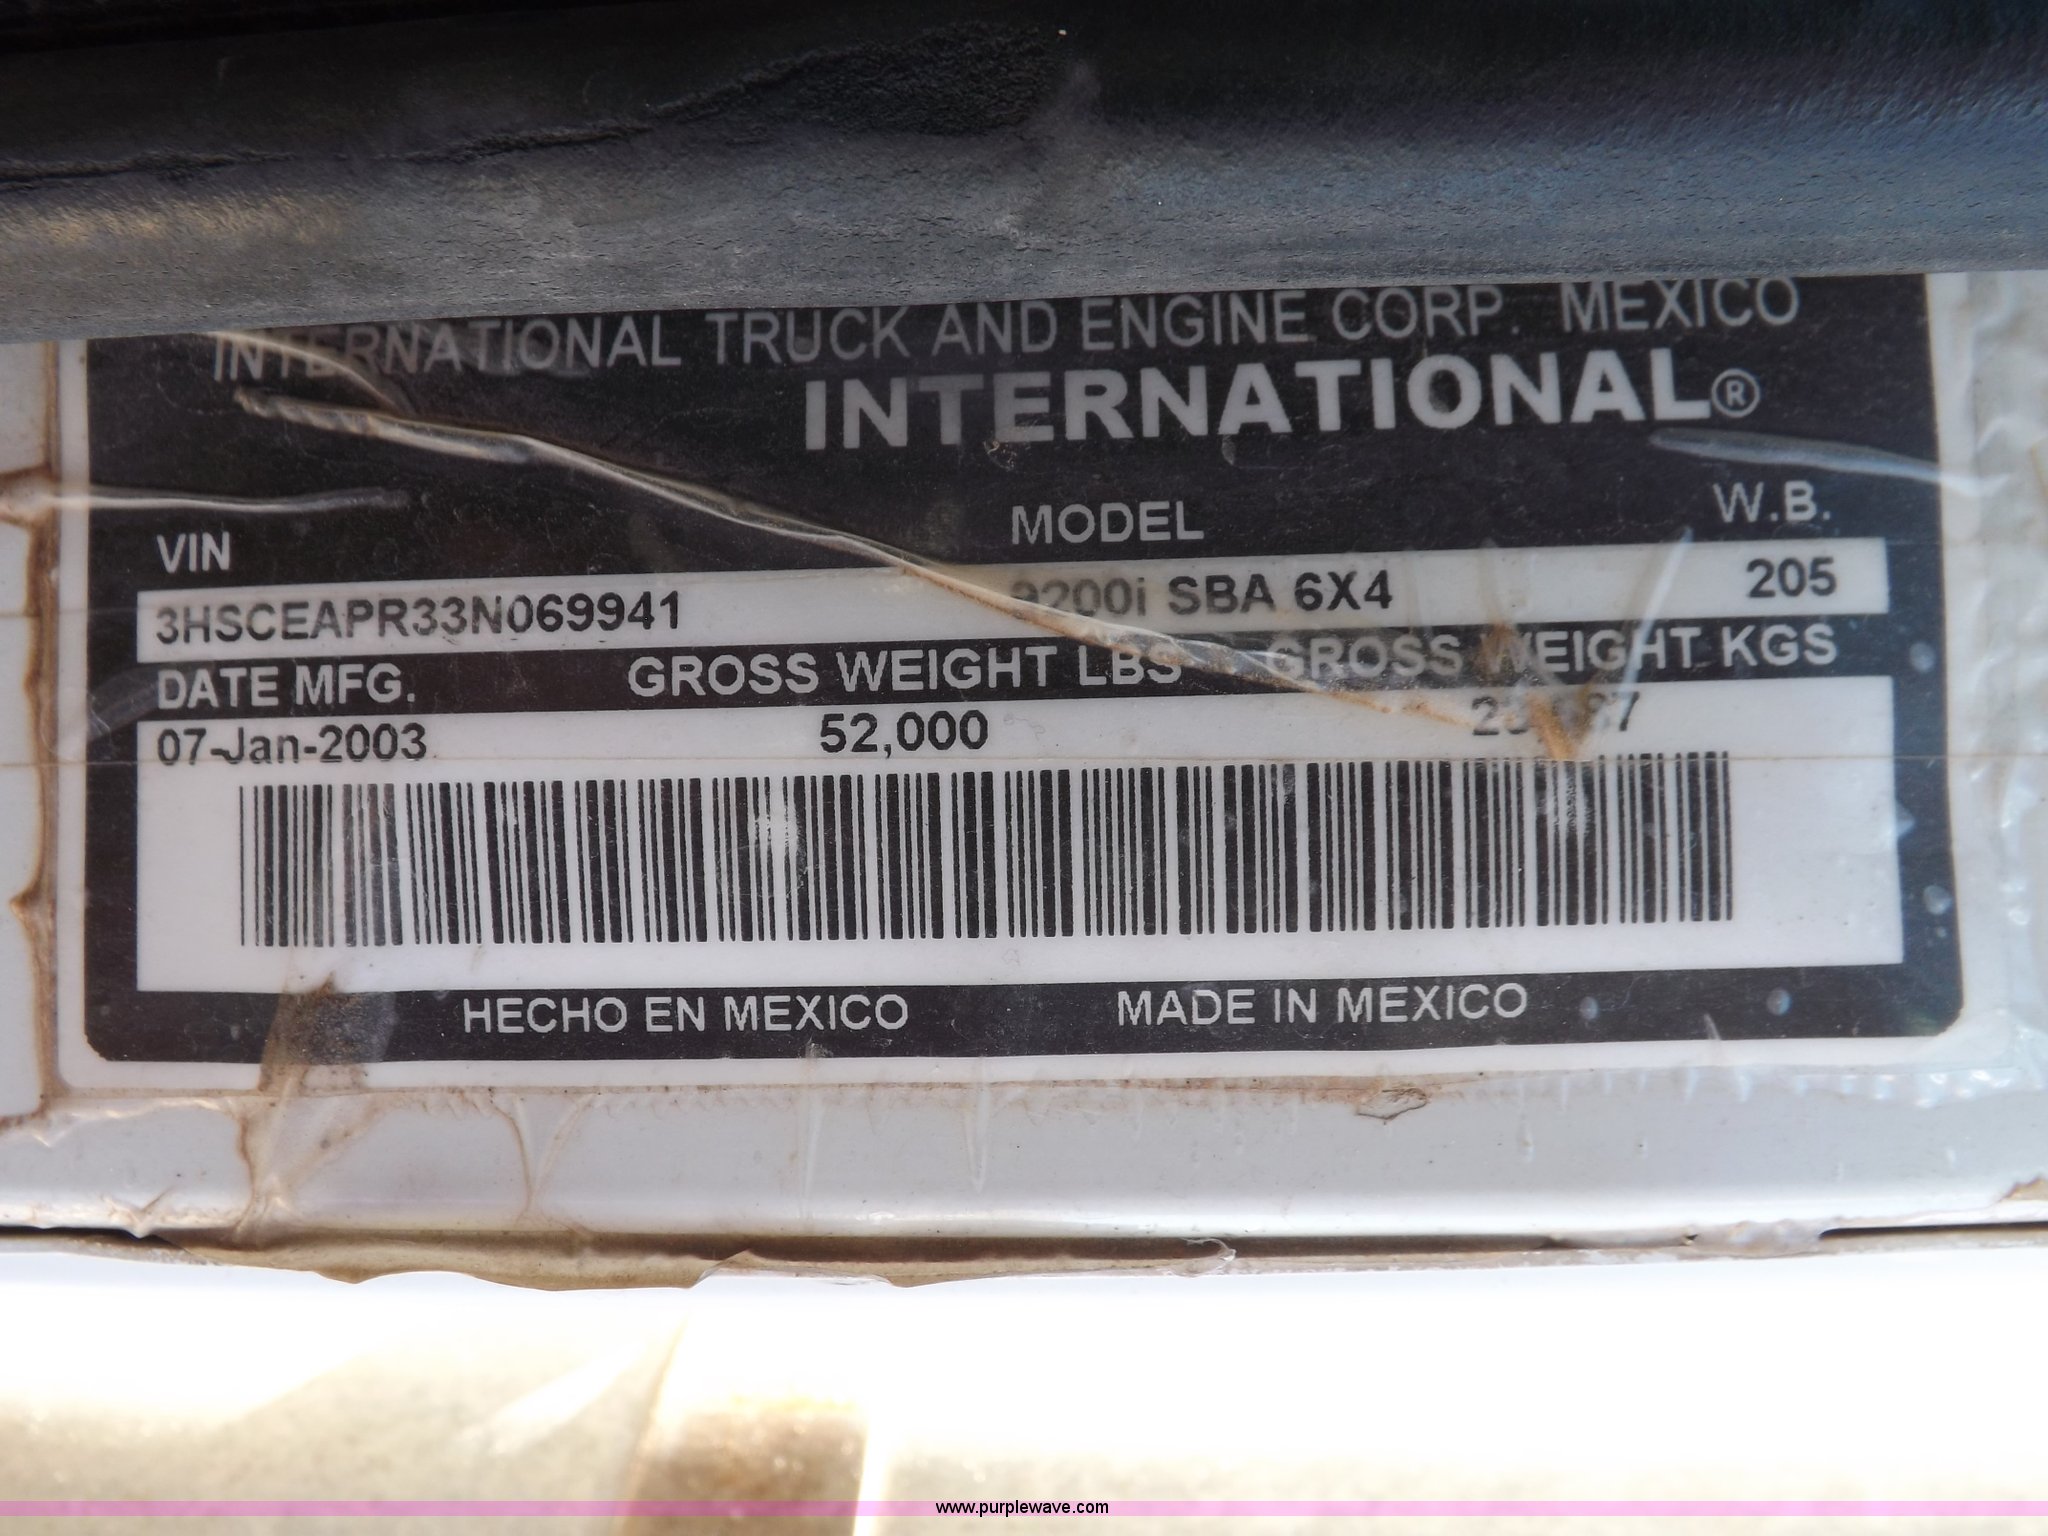 INTERNATIONAL TRUCK AND ENGINE CORP. MEXICO
INTERNATIONAL®
VIN MODEL W.B.
3HSCEAPR33N069941 9200i SBA 6X4 205
DATE MFG. GROSS WEIGHT LBS GROSS WEIGHT KGS
07-Jan-2003 52,000
HECHO EN MEXICO MADE IN MEXICO
www.purplewave.com